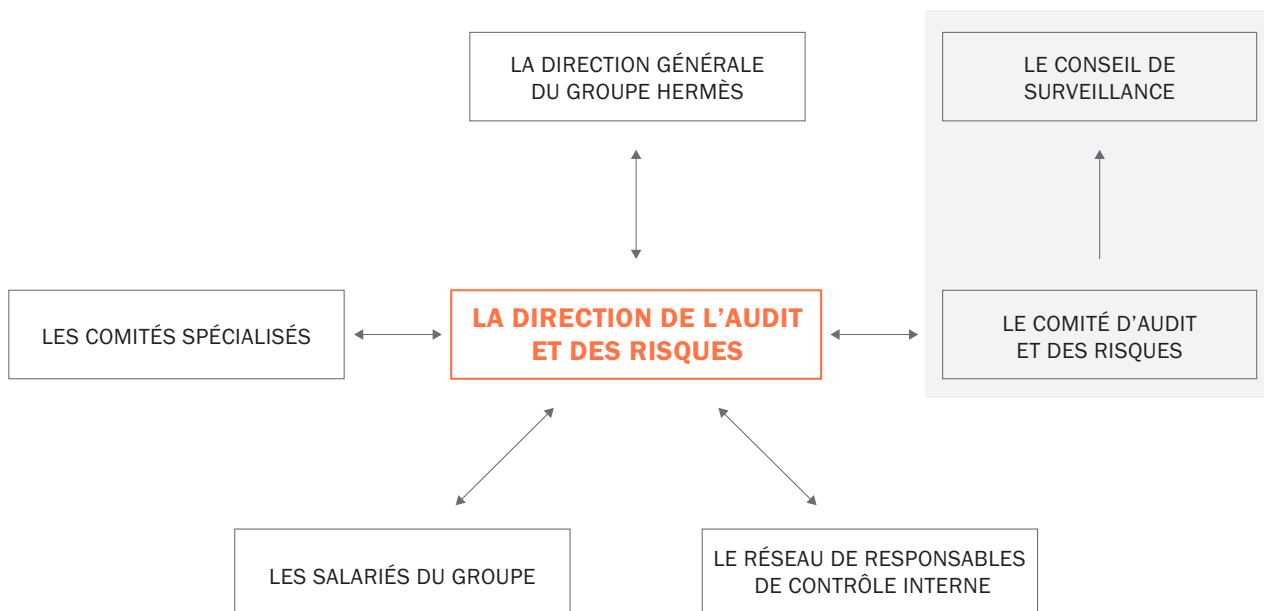 LA DIRECTION GÉNÉRALE
DU GROUPE HERMÈS
LE CONSEIL DE
SURVEILLANCE
LES COMITÉS SPÉCIALISÉS
LA DIRECTION DE L’AUDIT
ET DES RISQUES
LE COMITÉ D’AUDIT
ET DES RISQUES
LES SALARIÉS DU GROUPE
LE RÉSEAU DE RESPONSABLES
DE CONTRÔLE INTERNE